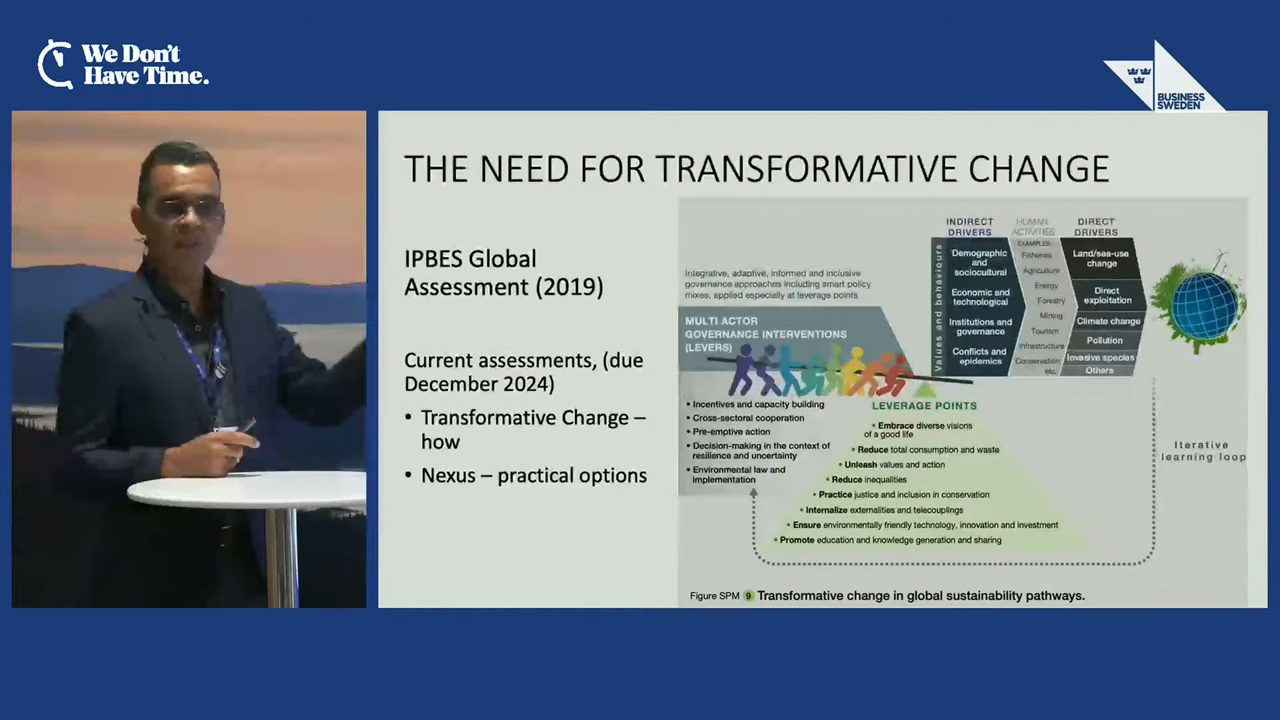 We Don't
Have Time.
BUSINESS
SWEDEN
THE NEED FOR TRANSFORMATIVE CHANGE
IPBES Global
Assessment (2019)
Current assessments, (due
December 2024)
• Transformative Change –
how
• Nexus – practical options
Integrative, adaptive, informed and inclusive
governance approaches including smart policy
mixes, applied especially at leverage points
MULTI ACTOR
GOVERNANCE INTERVENTIONS
(LEVERS)
• Incentives and capacity building
• Cross-sectoral cooperation
• Pre-emptive action
• Decision-making in the context of
resilience and uncertainty
• Environmental law and
implementation
INDIRECT
DRIVERS
Values and behaviours
Demographic
and
sociocultural
Economic and
technological
Institutions and
governance
Conflicts and
epidemics
HUMAN
ACTIVITIES
EXAMPLES:
Fisheries
Agriculture
Energy
Forestry
Mining
Tourism
Infrastructure
Conservation
etc.
DIRECT
DRIVERS
Land/sea-use
change
Direct
exploitation
Climate change
Pollution
Invasive species
Others
LEVERAGE POINTS
• Embrace diverse visions
of a good life
• Reduce total consumption and waste
• Unleash values and action
• Reduce inequalities
• Practice justice and inclusion in conservation
• Internalize externalities and telecouplings
• Ensure environmentally friendly technology, innovation and investment
• Promote education and knowledge generation and sharing
Iterative
learning loop
Figure SPM 9 Transformative change in global sustainability pathways.